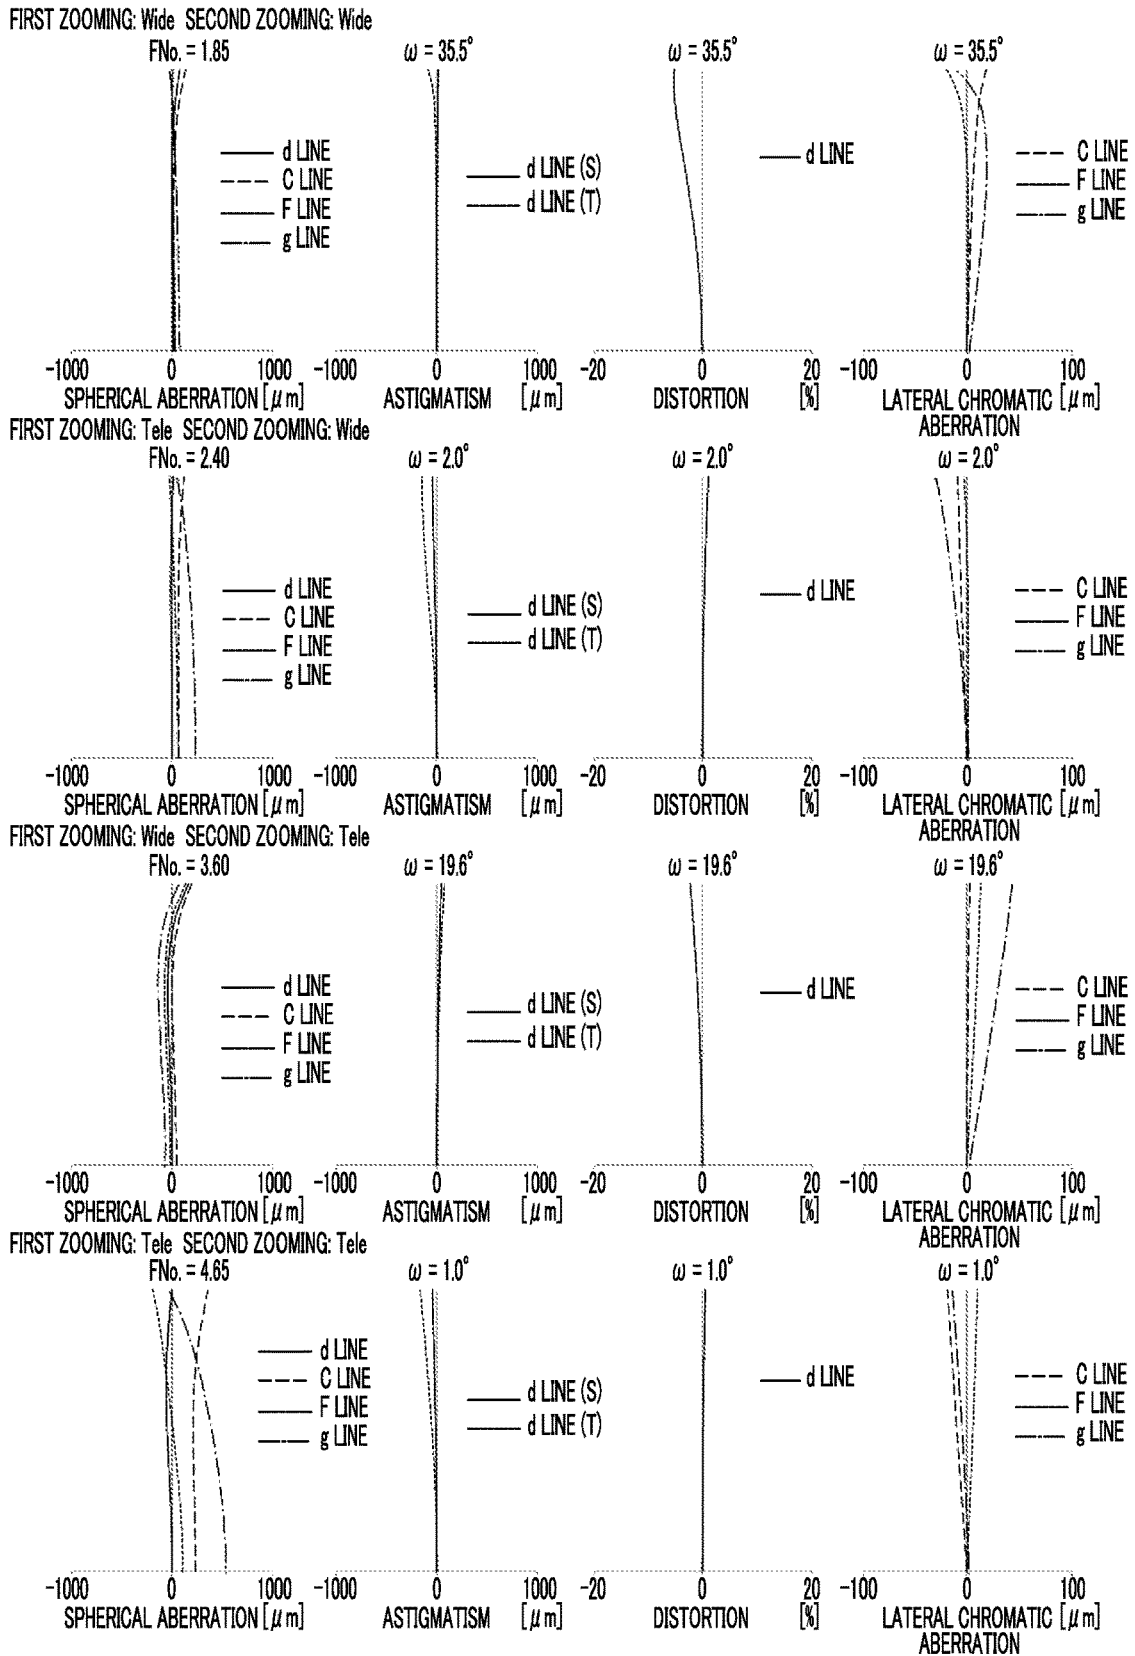 FIRST ZOOMING: Wide SECOND ZOOMING: Wide
FNo. = 1.85
ω = 35.5°
ω = 35.5°
ω = 35.5°
d LINE
C LINE
F LINE
g LINE
d LINE (S)
d LINE (T)
d LINE
C LINE
F LINE
g LINE
-1000 0 1000
-1000 0 1000
-20 0 20
-100 0 100
SPHERICAL ABERRATION [μm]
ASTIGMATISM [μm]
DISTORTION [%]
LATERAL CHROMATIC [μm]
ABERRATION
FIRST ZOOMING: Tele SECOND ZOOMING: Wide
FNo. = 2.40
ω = 2.0°
ω = 2.0°
ω = 2.0°
d LINE
C LINE
F LINE
g LINE
d LINE (S)
d LINE (T)
d LINE
C LINE
F LINE
g LINE
-1000 0 1000
-1000 0 1000
-20 0 20
-100 0 100
SPHERICAL ABERRATION [μm]
ASTIGMATISM [μm]
DISTORTION [%]
LATERAL CHROMATIC [μm]
ABERRATION
FIRST ZOOMING: Wide SECOND ZOOMING: Tele
FNo. = 3.60
ω = 19.6°
ω = 19.6°
ω = 19.6°
d LINE
C LINE
F LINE
g LINE
d LINE (S)
d LINE (T)
d LINE
C LINE
F LINE
g LINE
-1000 0 1000
-1000 0 1000
-20 0 20
-100 0 100
SPHERICAL ABERRATION [μm]
ASTIGMATISM [μm]
DISTORTION [%]
LATERAL CHROMATIC [μm]
ABERRATION
FIRST ZOOMING: Tele SECOND ZOOMING: Tele
FNo. = 4.65
ω = 1.0°
ω = 1.0°
ω = 1.0°
d LINE
C LINE
F LINE
g LINE
d LINE (S)
d LINE (T)
d LINE
C LINE
F LINE
g LINE
-1000 0 1000
-1000 0 1000
-20 0 20
-100 0 100
SPHERICAL ABERRATION [μm]
ASTIGMATISM [μm]
DISTORTION [%]
LATERAL CHROMATIC [μm]
ABERRATION